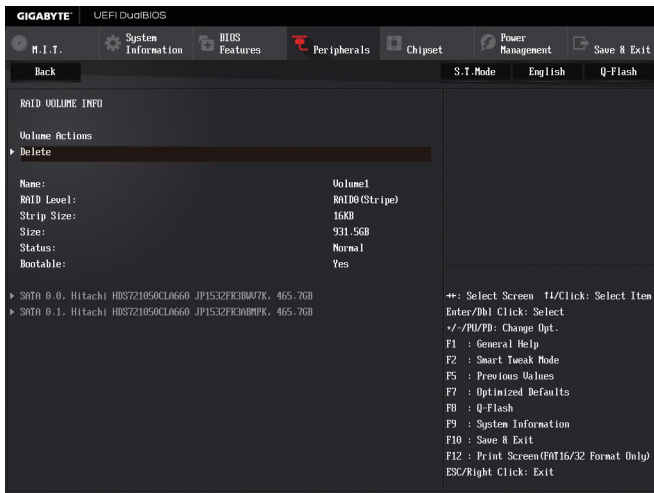 GIGABYTE™ UEFI DualBIOS
M.I.T. System Information BIOS Features Peripherals Chipset Power Management Save & Exit
Back S.T.Mode English Q-Flash
RAID VOLUME INFO
Volume Actions
Delete
Name: Volume1
RAID Level: RAID0(Stripe)
Strip Size: 16KB
Size: 931.5GB
Status: Normal
Bootable: Yes
SATA 0.0, Hitachi HDS721050CLA660 JP1532FR3BWV7K, 465.7GB
SATA 0.1, Hitachi HDS721050CLA660 JP1532FR3ABMPK, 465.7GB
→←: Select Screen ↑↓/Click: Select Item
Enter/Dbl Click: Select
+/-/PU/PD: Change Opt.
F1 : General Help
F2 : Smart Tweak Mode
F5 : Previous Values
F7 : Optimized Defaults
F8 : Q-Flash
F9 : System Information
F10 : Save & Exit
F12 : Print Screen(FAT16/32 Format Only)
ESC/Right Click: Exit